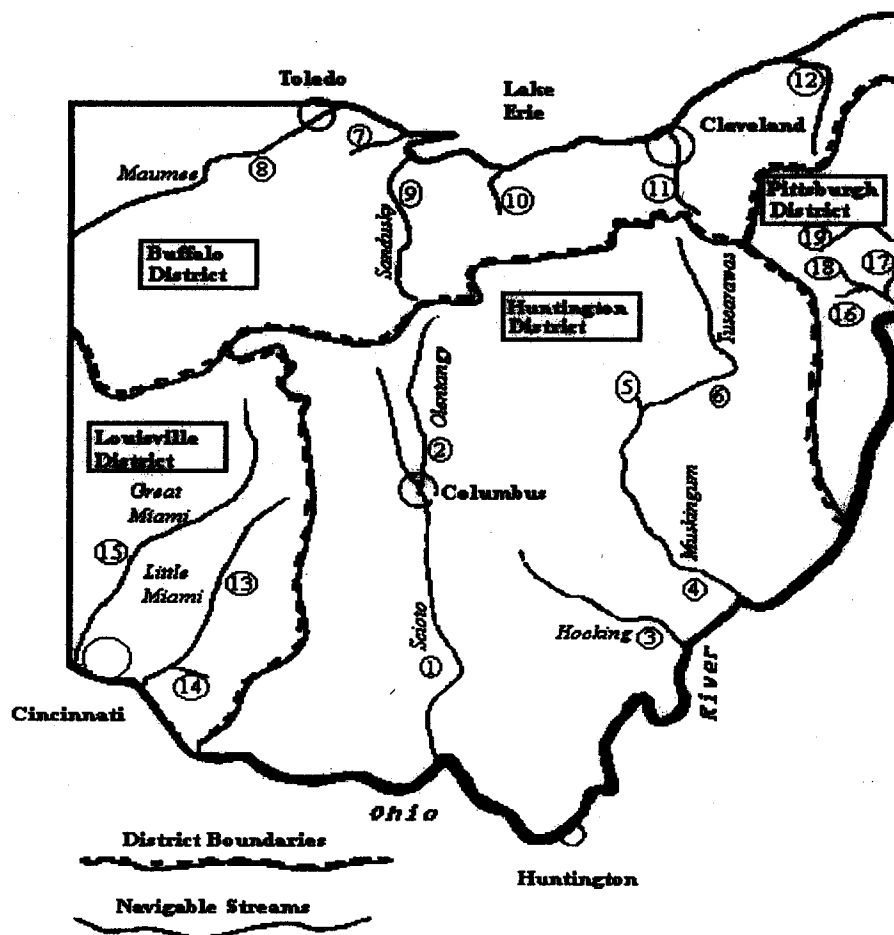 Toledo
Lake
Erie
12
Cleveland
7
8
Maumee
9
10
11
Pittsburgh
District
Sandusky
19
17
18
16
Buffalo
District
Huntington
District
Tuscarawas
Olentangy
5
6
Louisville
District
2
Columbus
Great
Miami
Muskingum
15
Little
Miami
13
4
Scioto
Hocking
3
1
14
River
Cincinnati
Ohio
District Boundaries
Huntington
Navigable Streams